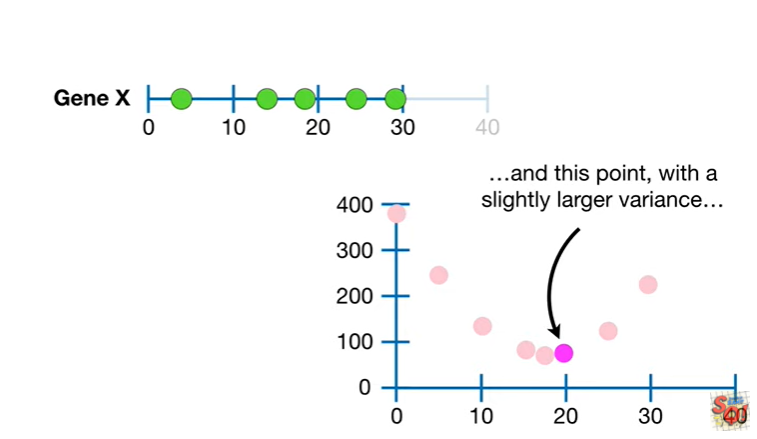 Gene X
0 10 20 30 40
…and this point, with a
slightly larger variance…
400
300
200
100
0
0 10 20 30 40